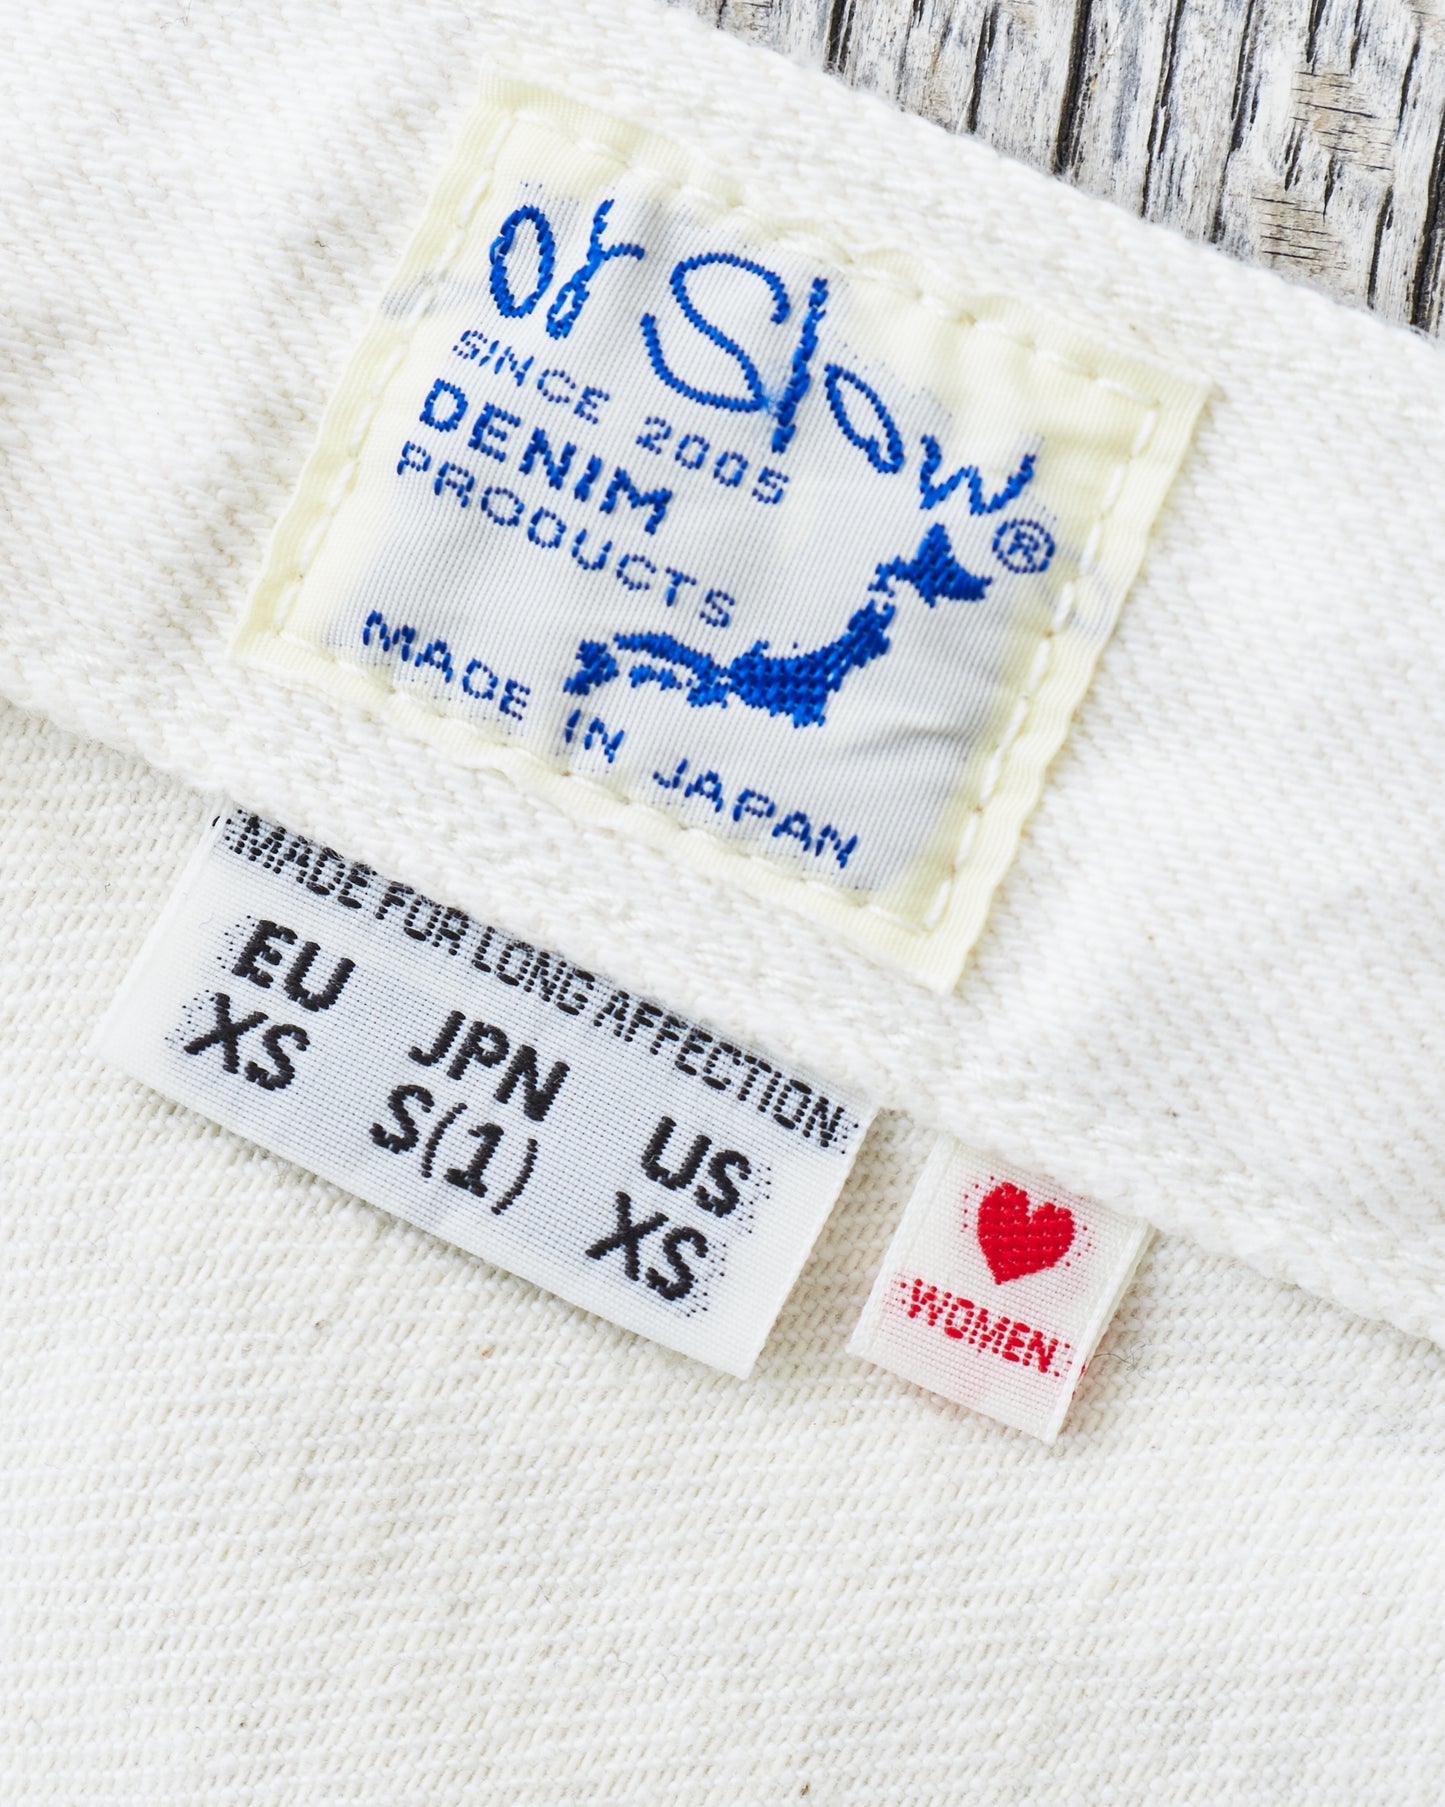 or Slow®
SINCE 2005
DENIM
PRODUCTS
MADE IN JAPAN
·MADE FOR LONG AFFECTION·
EU JPN US
XS S(1) XS
·WOMEN·